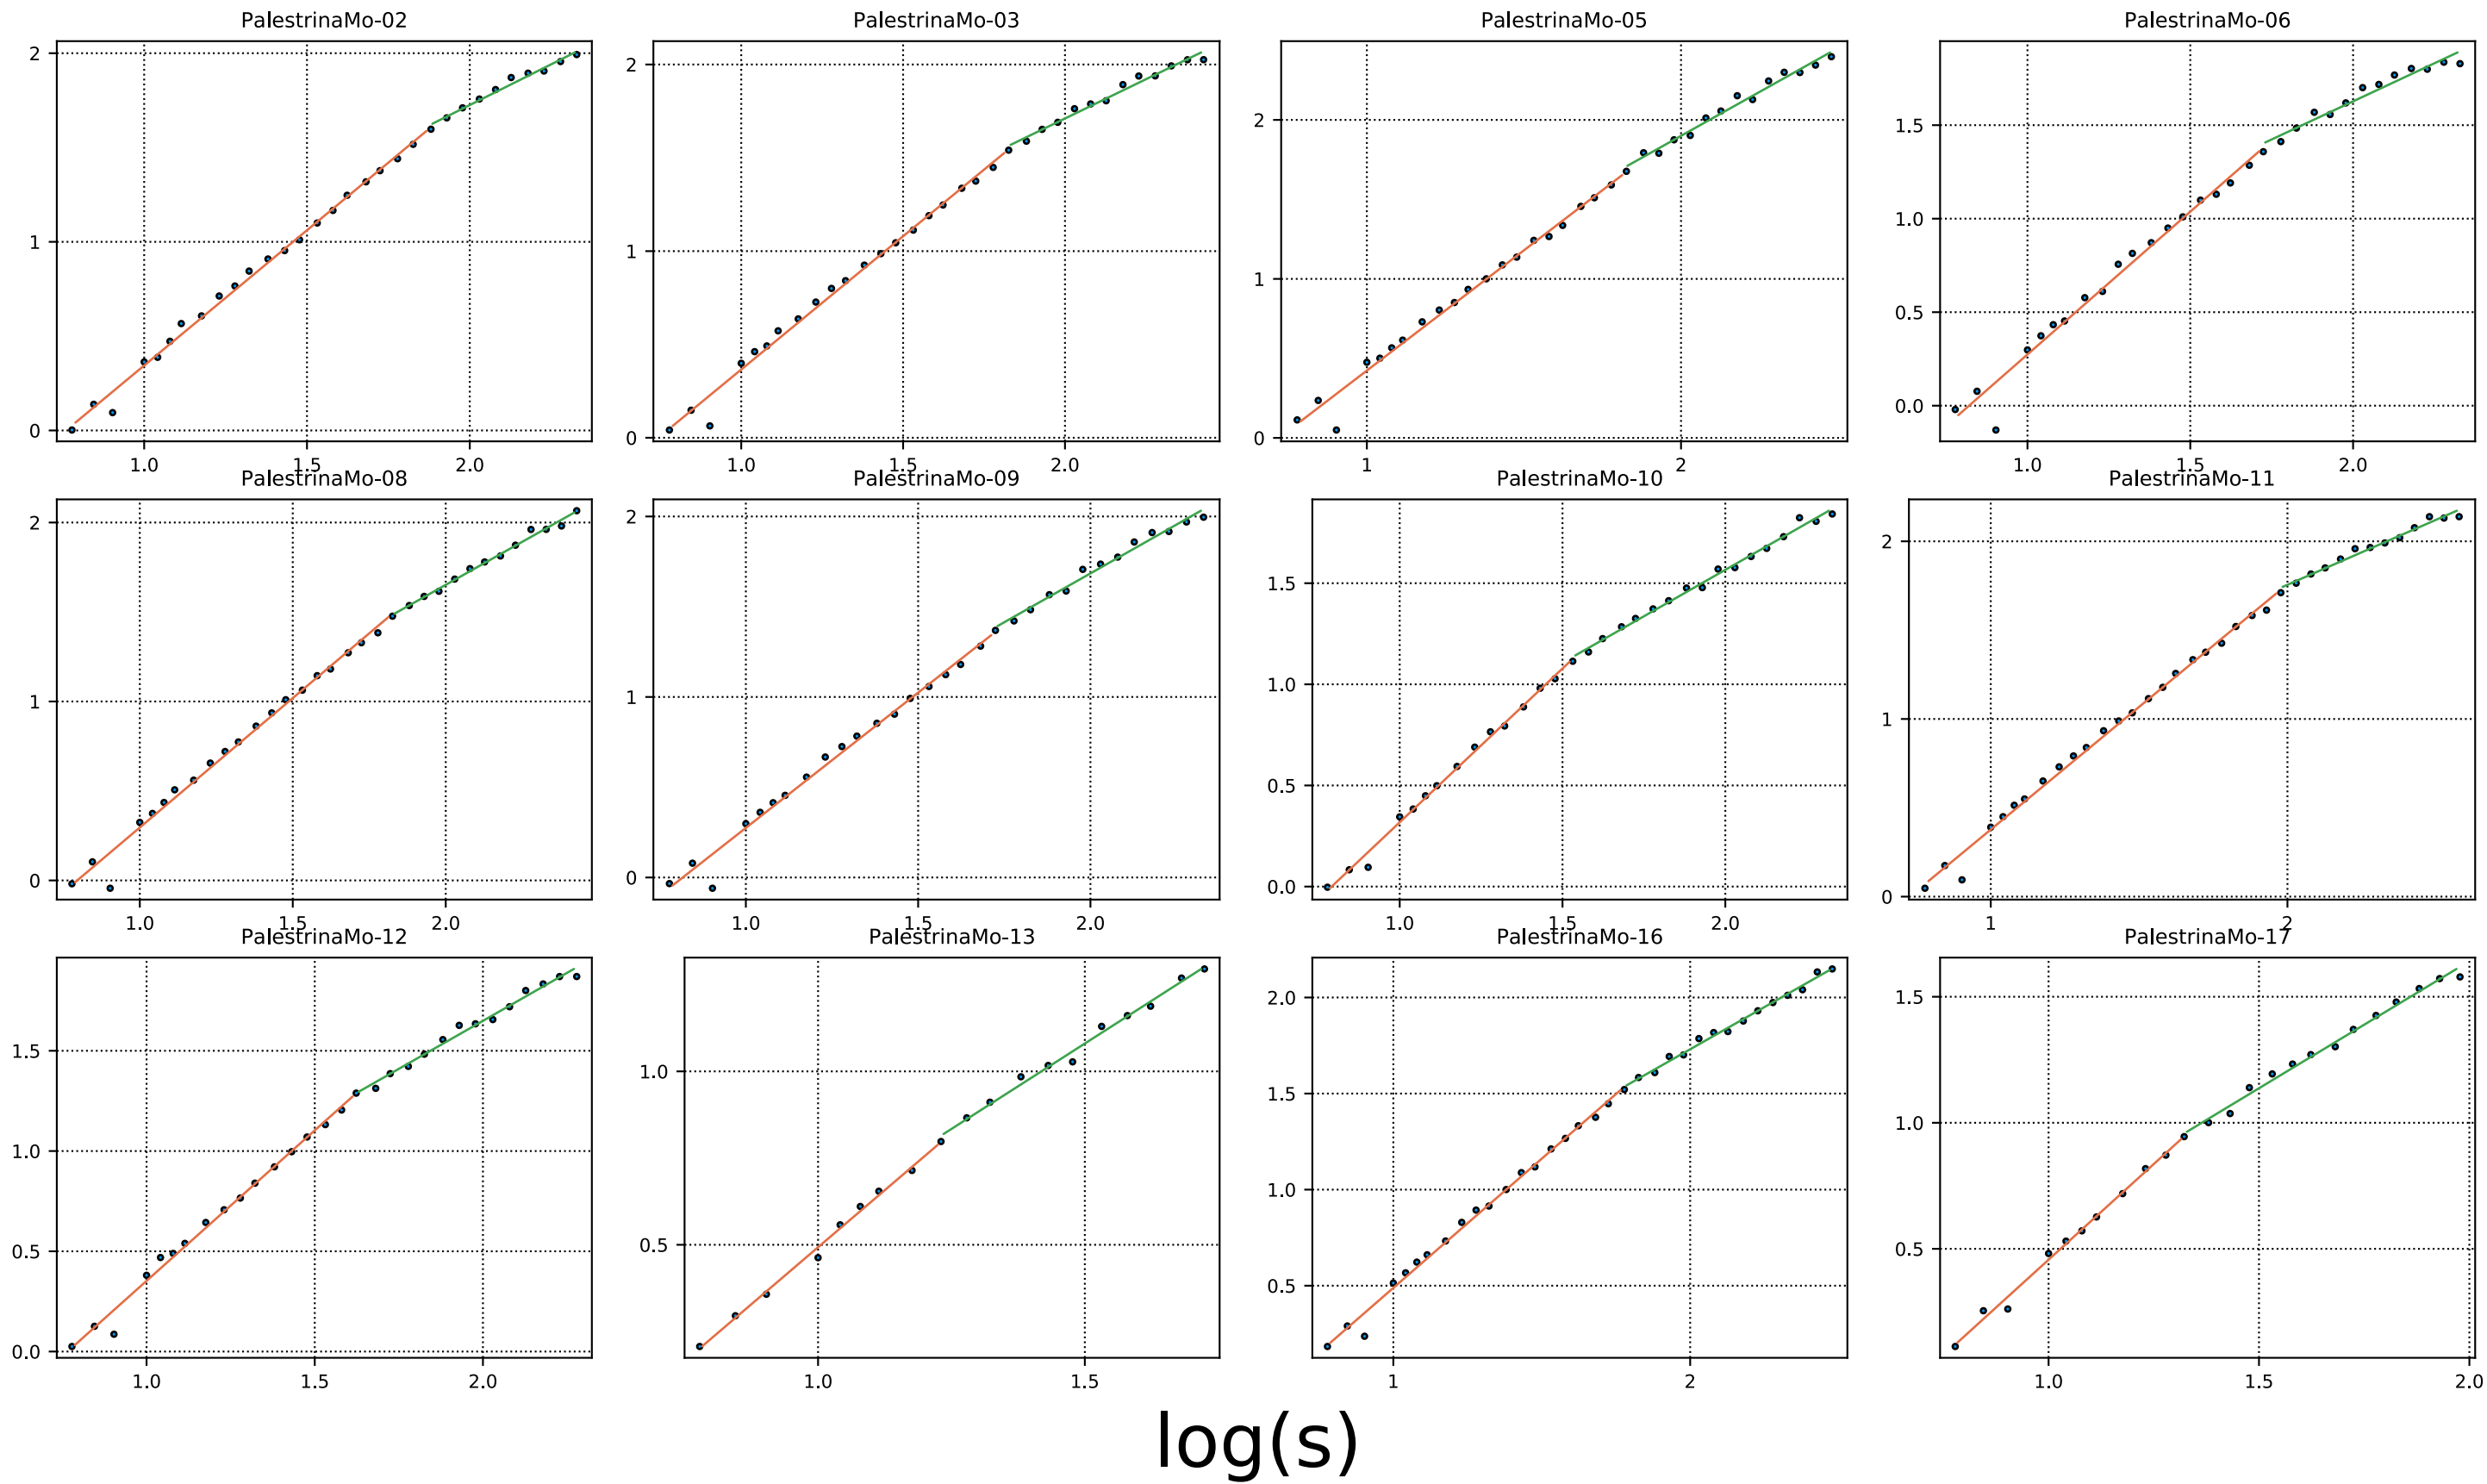 PalestrinaMo-02 PalestrinaMo-03 PalestrinaMo-05 PalestrinaMo-06
2 2 2 1.5
1 1 1 1.0
0.5
0 0 0 0.0
1.0 1.5 2.0 1.0 1.5 2.0 1 2 1.0 1.5 2.0
PalestrinaMo-08 PalestrinaMo-09 PalestrinaMo-10 PalestrinaMo-11
2 2 1.5 2
1 1 1.0 1
0.5
0 0 0.0 0
1.0 1.5 2.0 1.0 1.5 2.0 1.0 1.5 2.0 1 2
PalestrinaMo-12 PalestrinaMo-13 PalestrinaMo-16 PalestrinaMo-17
1.5 1.0 2.0 1.5
1.0 1.5 1.0
0.5 0.5 1.0 0.5
0.0 0.5
1.0 1.5 2.0 1.0 1.5 1 2 1.0 1.5 2.0
log(s)